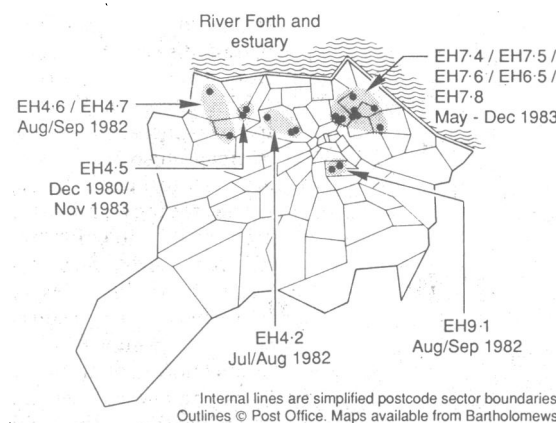 River Forth and
estuary
EH7·4 / EH7·5 /
EH7·6 / EH6·5 /
EH7·8
May - Dec 1983
EH4·6 / EH4·7
Aug/Sep 1982
EH4·5
Dec 1980/
Nov 1983
EH4·2
Jul/Aug 1982
EH9·1
Aug/Sep 1982
Internal lines are simplified postcode sector boundaries
Outlines © Post Office. Maps available from Bartholomews